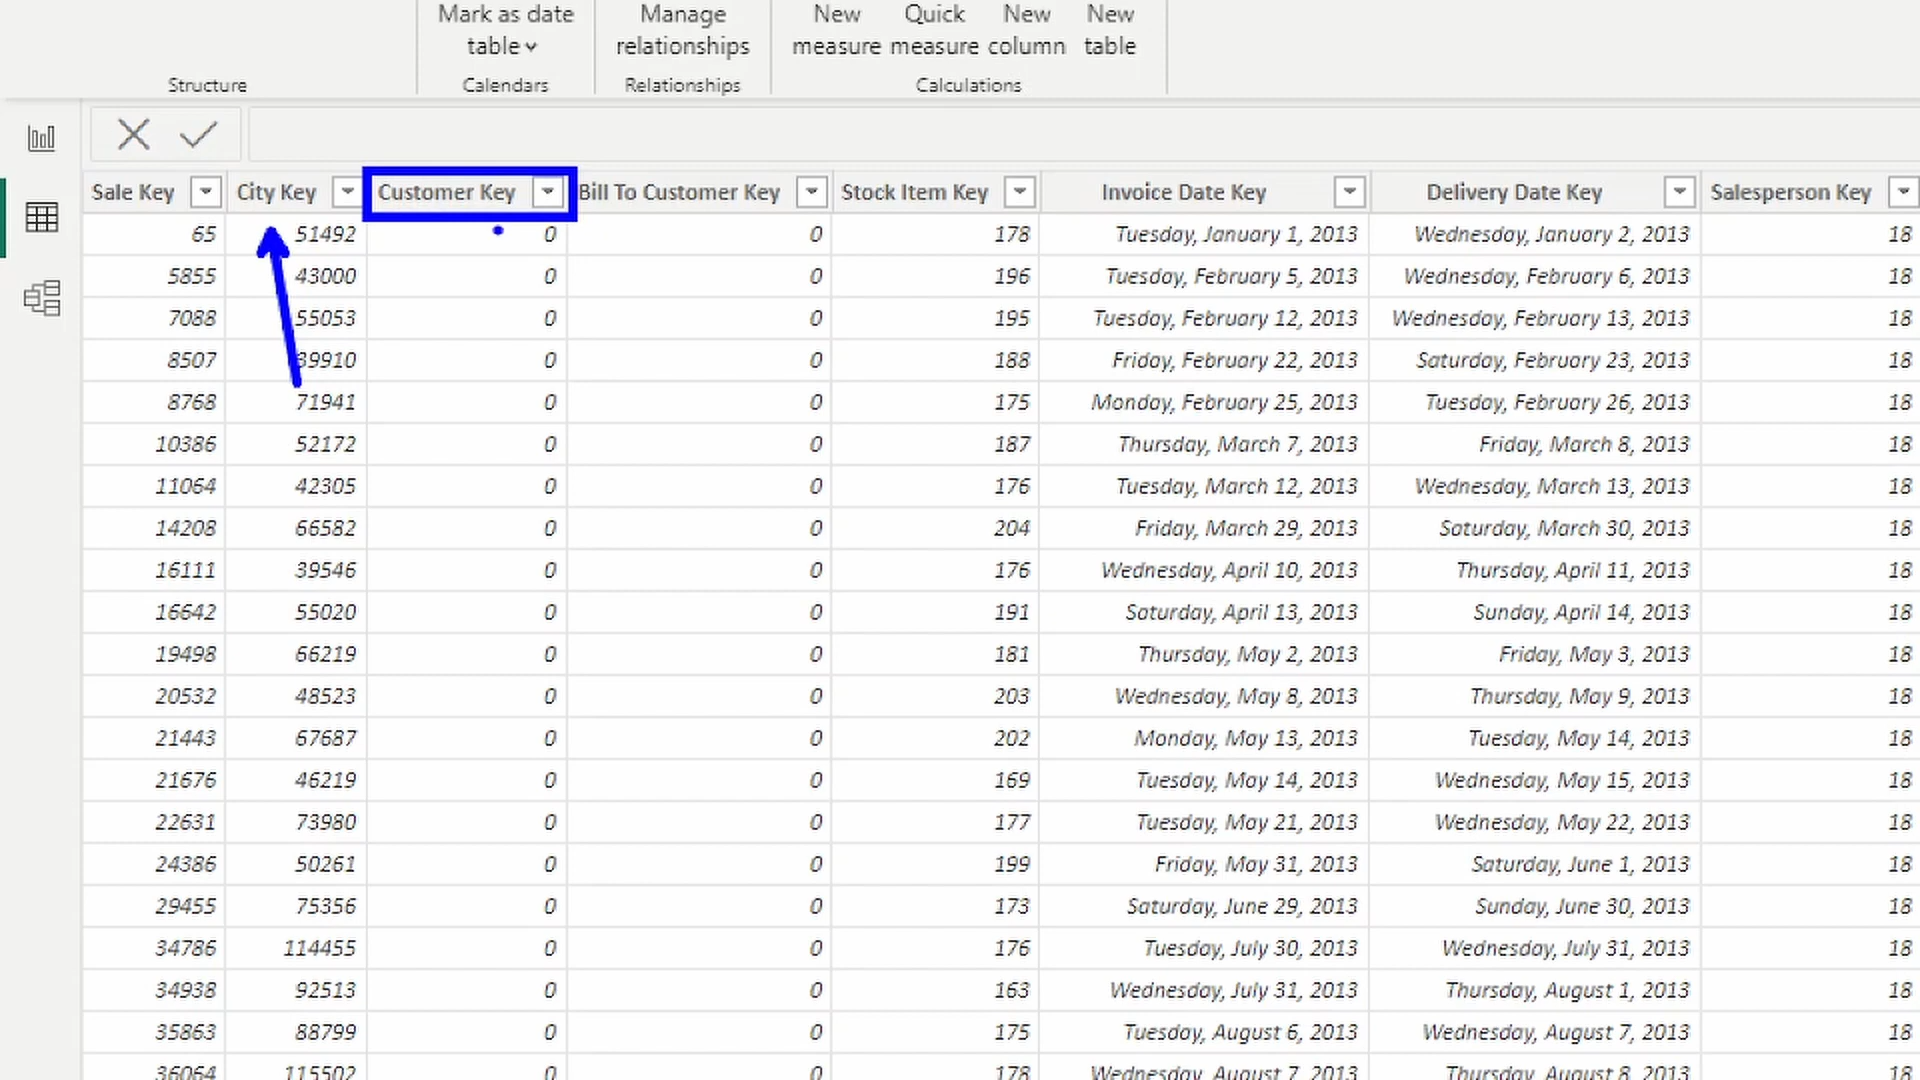 Mark as date table
Manage relationships
New measure
Quick measure
New column
New table
Structure
Calendars
Relationships
Calculations
Sale Key City Key Customer Key Bill To Customer Key Stock Item Key Invoice Date Key Delivery Date Key Salesperson Key
65 51492 0 0 178 Tuesday, January 1, 2013 Wednesday, January 2, 2013 18
5855 43000 0 0 196 Tuesday, February 5, 2013 Wednesday, February 6, 2013 18
7088 55053 0 0 195 Tuesday, February 12, 2013 Wednesday, February 13, 2013 18
8507 39910 0 0 188 Friday, February 22, 2013 Saturday, February 23, 2013 18
8768 71941 0 0 175 Monday, February 25, 2013 Tuesday, February 26, 2013 18
10386 52172 0 0 187 Thursday, March 7, 2013 Friday, March 8, 2013 18
11064 42305 0 0 176 Tuesday, March 12, 2013 Wednesday, March 13, 2013 18
14208 66582 0 0 204 Friday, March 29, 2013 Saturday, March 30, 2013 18
16111 39546 0 0 176 Wednesday, April 10, 2013 Thursday, April 11, 2013 18
16642 55020 0 0 191 Saturday, April 13, 2013 Sunday, April 14, 2013 18
19498 66219 0 0 181 Thursday, May 2, 2013 Friday, May 3, 2013 18
20532 48523 0 0 203 Wednesday, May 8, 2013 Thursday, May 9, 2013 18
21443 67687 0 0 202 Monday, May 13, 2013 Tuesday, May 14, 2013 18
21676 46219 0 0 169 Tuesday, May 14, 2013 Wednesday, May 15, 2013 18
22631 73980 0 0 177 Tuesday, May 21, 2013 Wednesday, May 22, 2013 18
24386 50261 0 0 199 Friday, May 31, 2013 Saturday, June 1, 2013 18
29455 75356 0 0 173 Saturday, June 29, 2013 Sunday, June 30, 2013 18
34786 114455 0 0 176 Tuesday, July 30, 2013 Wednesday, July 31, 2013 18
34938 92513 0 0 163 Wednesday, July 31, 2013 Thursday, August 1, 2013 18
35863 88799 0 0 175 Tuesday, August 6, 2013 Wednesday, August 7, 2013 18
36064 115502 0 0 178 Wednesday, August 7, 2013 Thursday, August 8, 2013 18